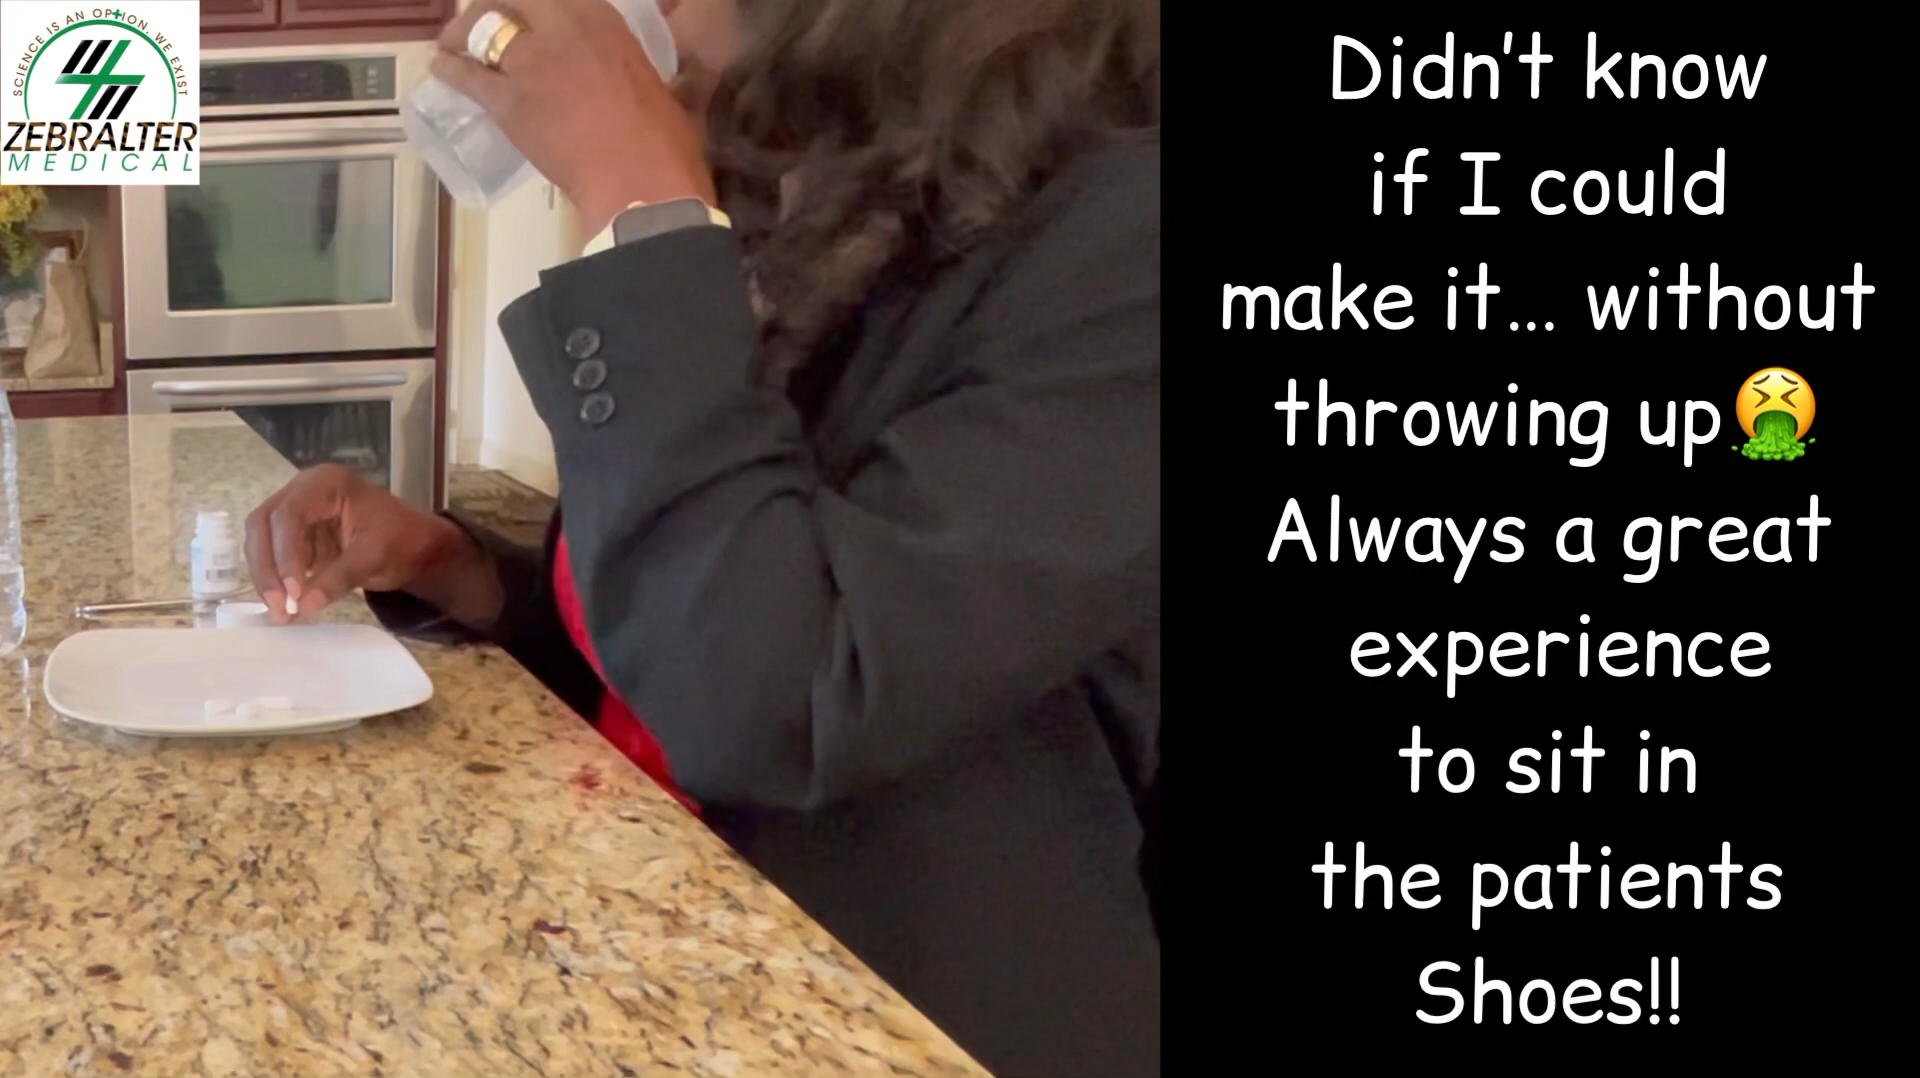 SCIENCE IS AN OPTION. WE EXIST
ZEBRALTER
MEDICAL
Didn't know
if I could
make it... without
throwing up🤮
Always a great
experience
to sit in
the patients
Shoes!!